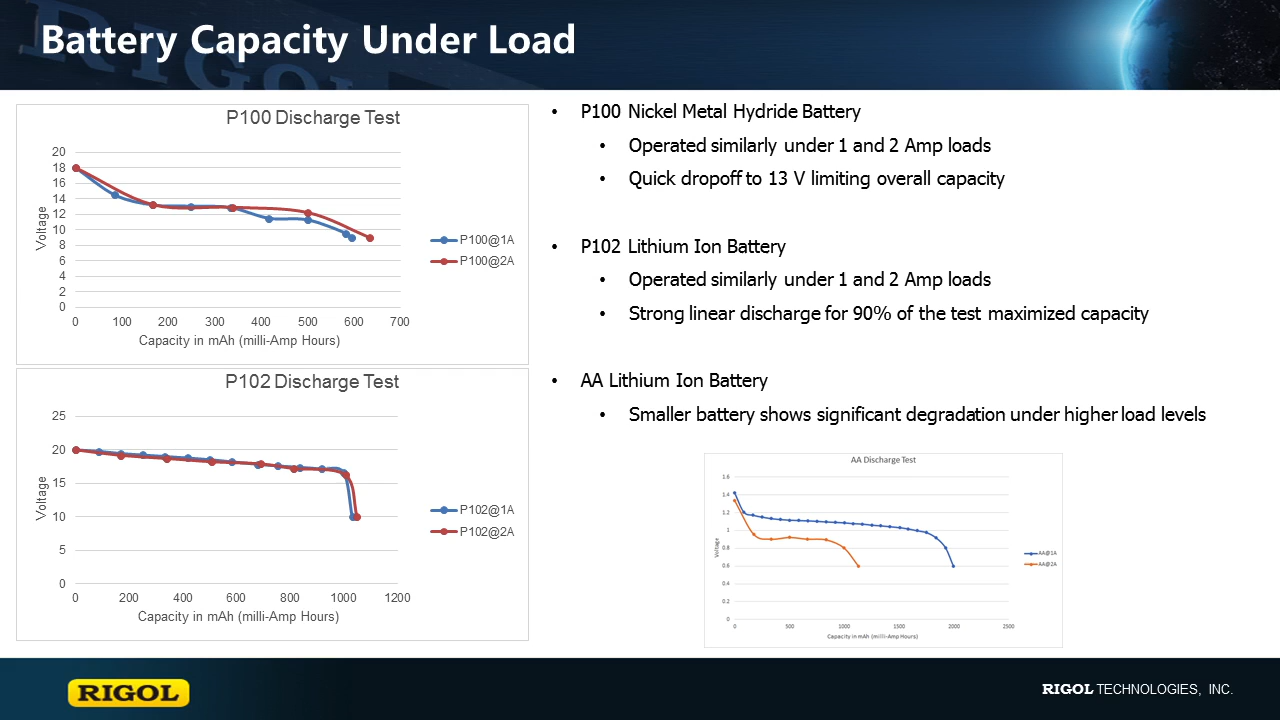 Battery Capacity Under Load
P100 Discharge Test
20
18
16
14
12
10
8
6
4
2
0
Voltage
0 100 200 300 400 500 600 700
Capacity in mAh (milli-Amp Hours)
P100@1A
P100@2A
P102 Discharge Test
25
20
15
10
5
0
Voltage
0 200 400 600 800 1000 1200
Capacity in mAh (milli-Amp Hours)
P102@1A
P102@2A
• P100 Nickel Metal Hydride Battery
• Operated similarly under 1 and 2 Amp loads
• Quick dropoff to 13 V limiting overall capacity
• P102 Lithium Ion Battery
• Operated similarly under 1 and 2 Amp loads
• Strong linear discharge for 90% of the test maximized capacity
• AA Lithium Ion Battery
• Smaller battery shows significant degradation under higher load levels
AA Discharge Test
1.6
1.4
1.2
1
0.8
0.6
0.4
0.2
0
Voltage
0 500 1000 1500 2000 2500
Capacity in mAh (milli-Amp Hours)
AA@1A
AA@2A
RIGOL
RIGOL TECHNOLOGIES, INC.